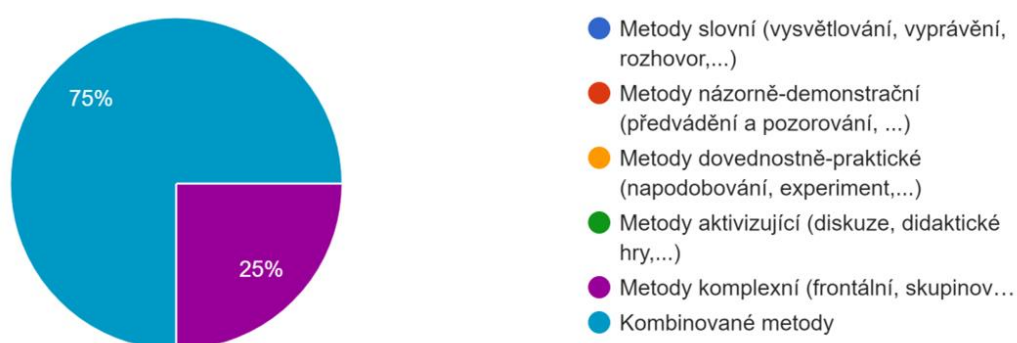 75%
25%
Metody slovní (vysvětlování, vyprávění,
rozhovor,...)
Metody názorně-demonstrační
(předvádění a pozorování, ...)
Metody dovednostně-praktické
(napodobování, experiment,...)
Metody aktivizující (diskuze, didaktické
hry,...)
Metody komplexní (frontální, skupinov…
Kombinované metody